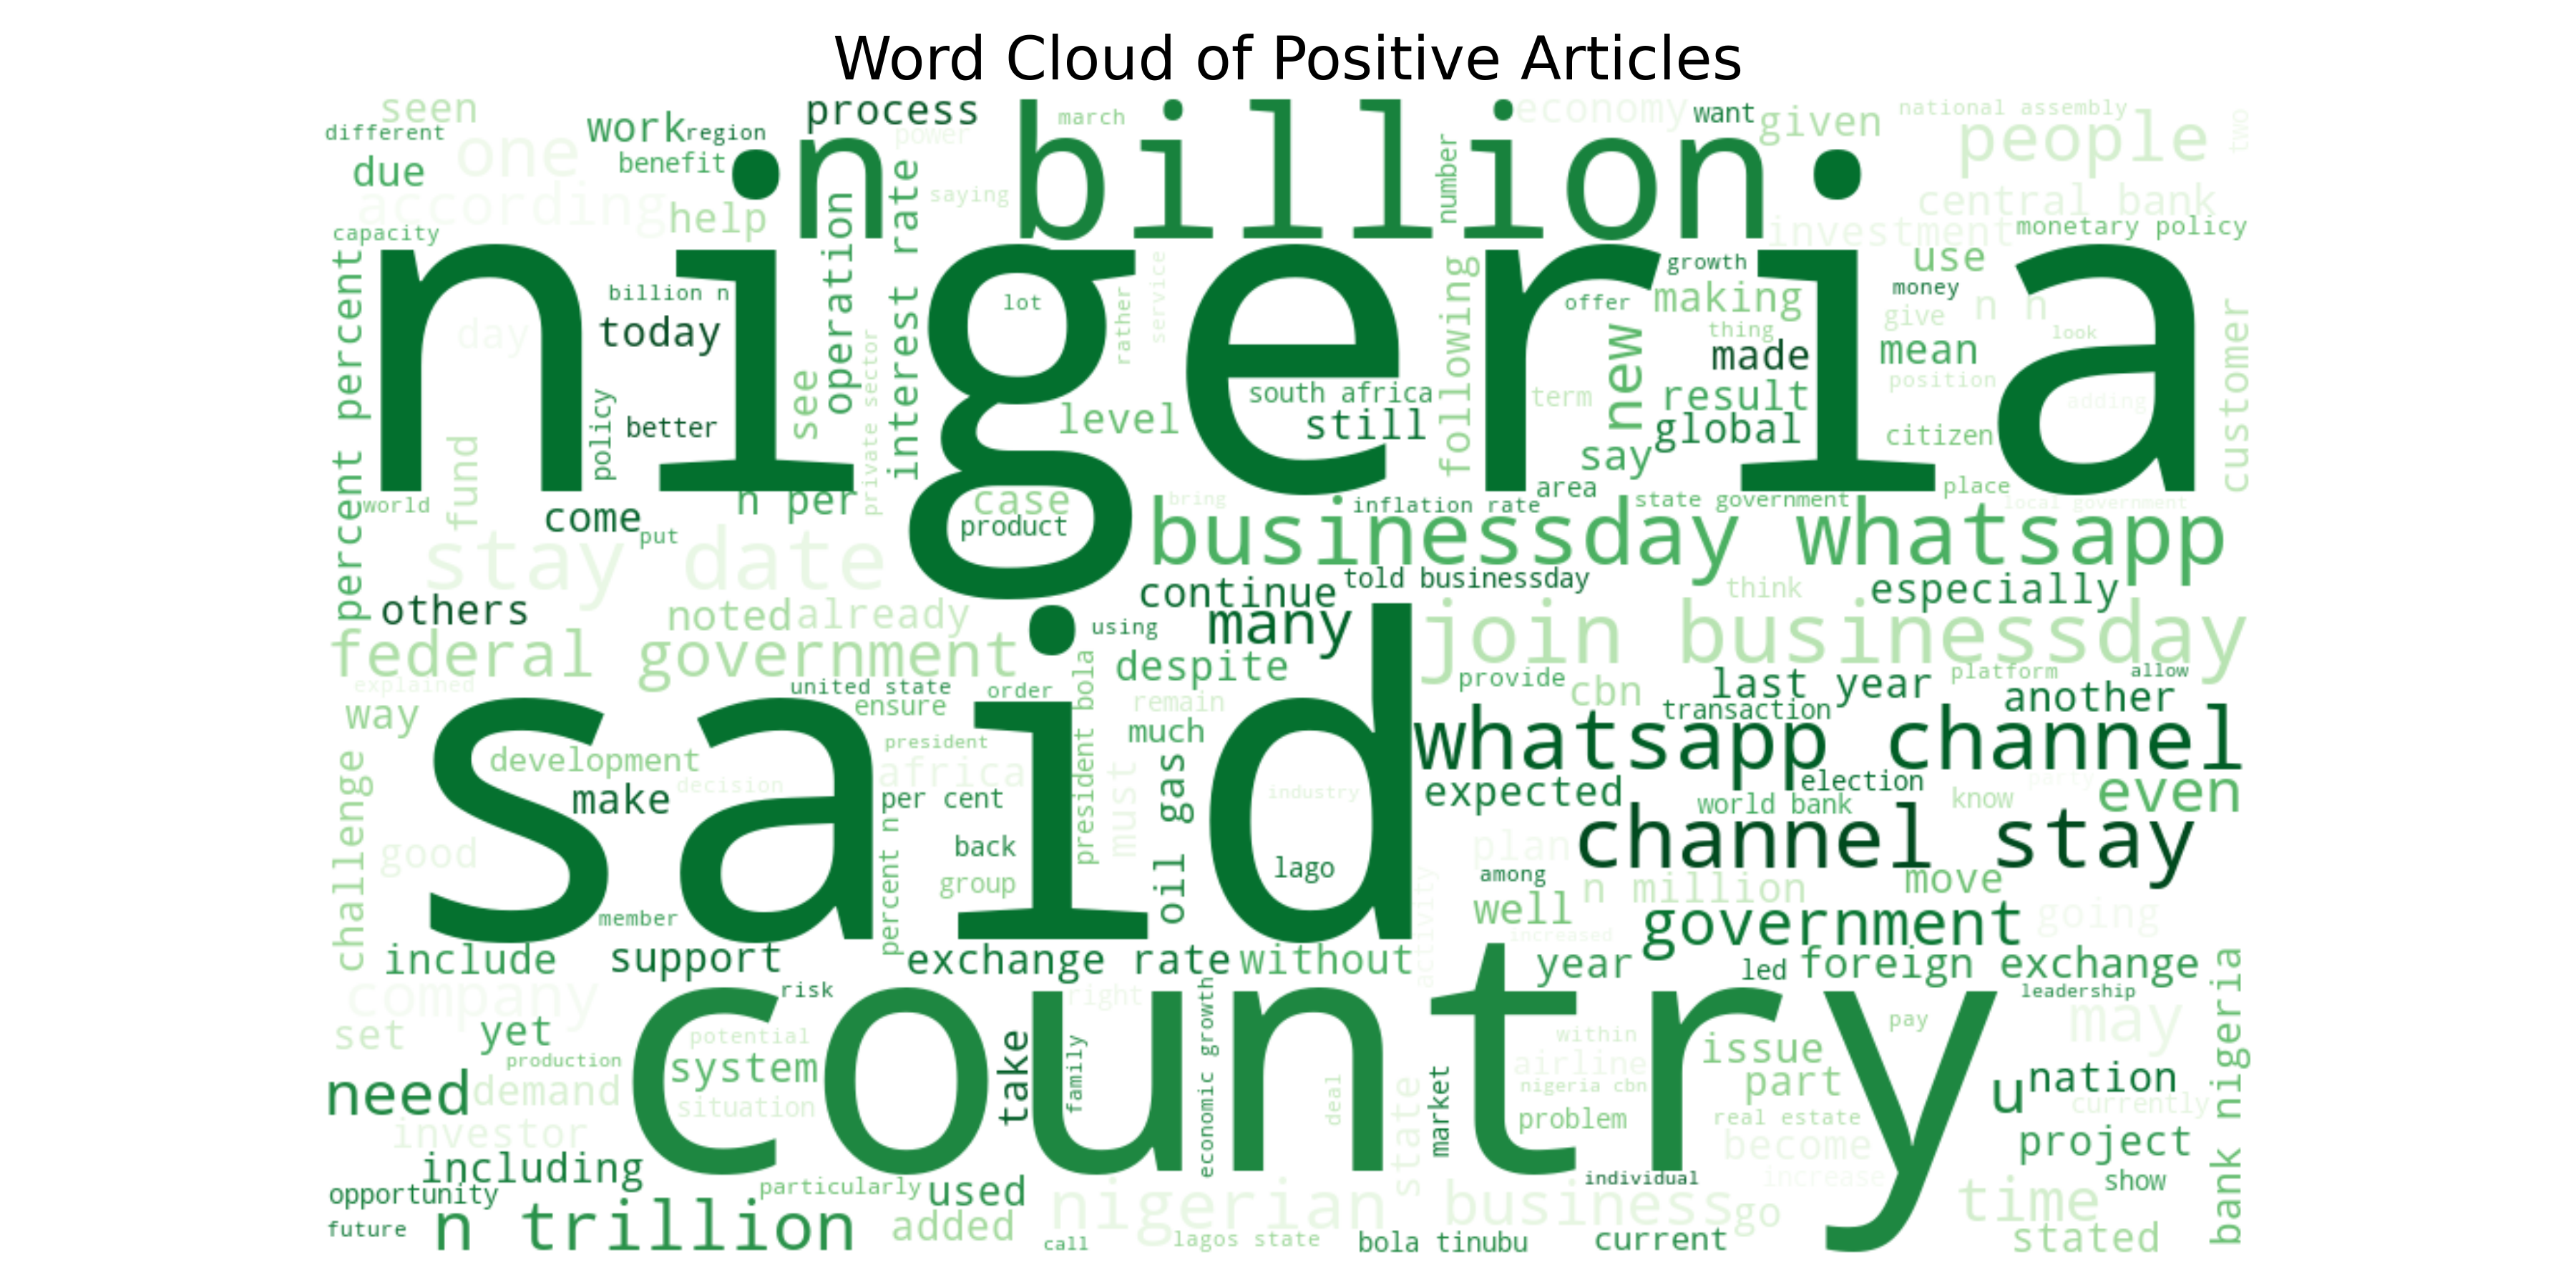 Word Cloud of Positive Articles
seen
different
one
work
region
process
n billion
march
power
economy
want
given
national assembly
people
two
due
benefit
according
help
saying
number
central bank
investment
monetary policy
capacity
nigeria
percent percent
billion n
today
day
operation
interest rate
see
private sector
policy
better
fund
lot
rather
service
south africa
level
still
following
growth
offer
making
thing
made
new
term
result
global
say
use
money
give
n n
look
mean
position
adding
citizen
customer
world
come
put
n per
case
product
bring
inflation rate
area
state government
place
local government
stay date
businessday whatsapp
others
noted
already
continue
told businessday
think
especially
many
using
federal government
join businessday
despite
explained
united state
order
ensure
president bola
remain
provide
cbn
last year
platform
allow
another
transaction
way
said
much
president
whatsapp channel
development
africa
decision
make
per cent
must
oil gas
industry
expected
election
party
world bank
know
even
challenge
good
back
group
percent n
lago
plan
channel stay
among
n million
move
activity
well
increased
government
going
member
include
support
exchange rate
without
year
led
foreign exchange
company
risk
right
country
leadership
may
set
yet
potential
production
system
situation
need
demand
take
family
economic growth
deal
state
market
within
airline
nigeria cbn
problem
issue
part
pay
real estate
become
increase
u
nation
currently
project
bank nigeria
investor
including
opportunity
particularly
used
individual
show
future
n trillion
added
nigerian
business
go
time
call
lagos state
bola tinubu
current
stated